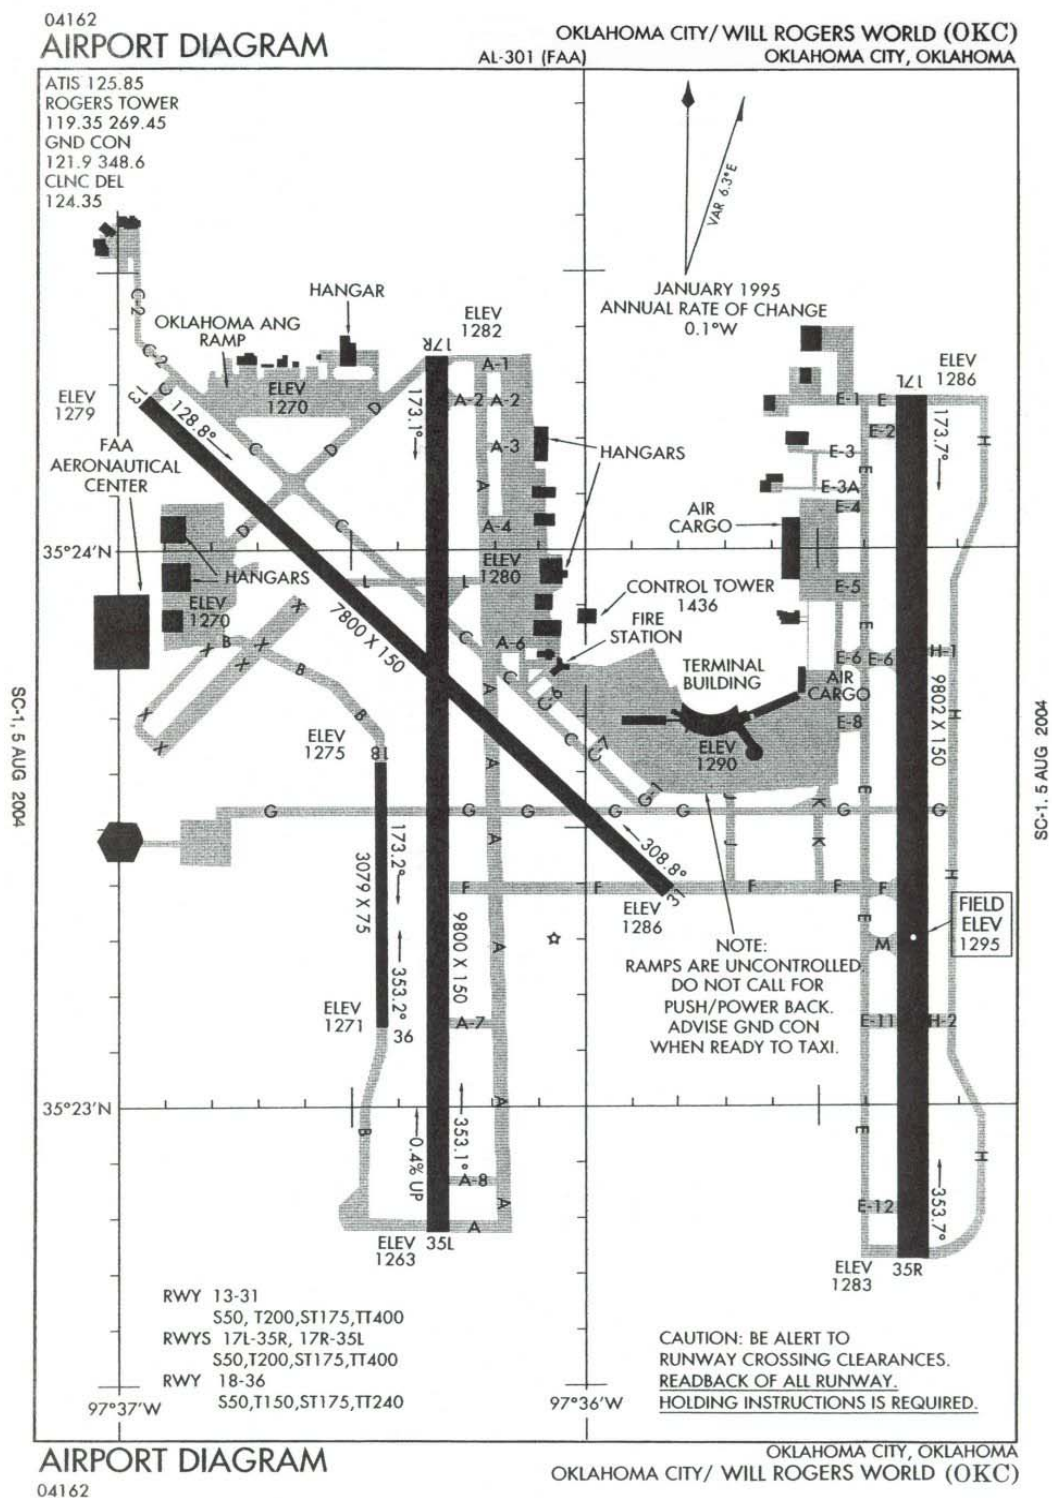 04162
AIRPORT DIAGRAM
AL-301 (FAA)
OKLAHOMA CITY/ WILL ROGERS WORLD (OKC)
OKLAHOMA CITY, OKLAHOMA
ATIS 125.85
ROGERS TOWER
119.35 269.45
GND CON
121.9 348.6
CLNC DEL
124.35
VAR 6.3°E
JANUARY 1995
ANNUAL RATE OF CHANGE
0.1°W
HANGAR
OKLAHOMA ANG
RAMP
ELEV
1270
ELEV
1282
17R
ELEV
1279
13
128.8°
C-2
C-2
C
C
C
C
C
C
C
D
D
D
FAA
AERONAUTICAL
CENTER
HANGARS
ELEV
1270
173.1°
A-1
A-2 A-2
A-3
A
A-4
ELEV
1280
A-6
L
L
HANGARS
AIR
CARGO
CONTROL TOWER
1436
FIRE
STATION
TERMINAL
BUILDING
AIR
CARGO
ELEV
1290
17L
ELEV
1286
173.7°
E-1 E
E-2
E-3
E-3A
E-4
E-5
E-6 E-6
E-8
E
E
E
H
H-1
H
9802 X 150
35°24'N
7800 X 150
X
X
X
X
X
X
B
B
B
ELEV
1275
18
C-6
C-7
G-1
G
G
G
G
G
G
G
J
J
K
K
308.8°
31
ELEV
1286
F
F
F
F
F
F
173.2°
3079 X 75
353.2°
ELEV
1271
36
9800 X 150
A
A
A
A
A
A
A-7
A-8
A
353.1°
0.4% UP
B
ELEV
1263
35L
NOTE:
RAMPS ARE UNCONTROLLED.
DO NOT CALL FOR
PUSH/POWER BACK.
ADVISE GND CON
WHEN READY TO TAXI.
FIELD
ELEV
1295
M
E
E-11
H-2
H
E
H
E-12
353.7°
ELEV
1283
35R
35°23'N
RWY 13-31
S50, T200,ST175,TT400
RWYS 17L-35R, 17R-35L
S50,T200,ST175,TT400
RWY 18-36
S50,T150,ST175,TT240
CAUTION: BE ALERT TO
RUNWAY CROSSING CLEARANCES.
READBACK OF ALL RUNWAY.
HOLDING INSTRUCTIONS IS REQUIRED.
97°37'W
97°36'W
SC-1, 5 AUG 2004
SC-1, 5 AUG 2004
AIRPORT DIAGRAM
04162
OKLAHOMA CITY, OKLAHOMA
OKLAHOMA CITY/ WILL ROGERS WORLD (OKC)